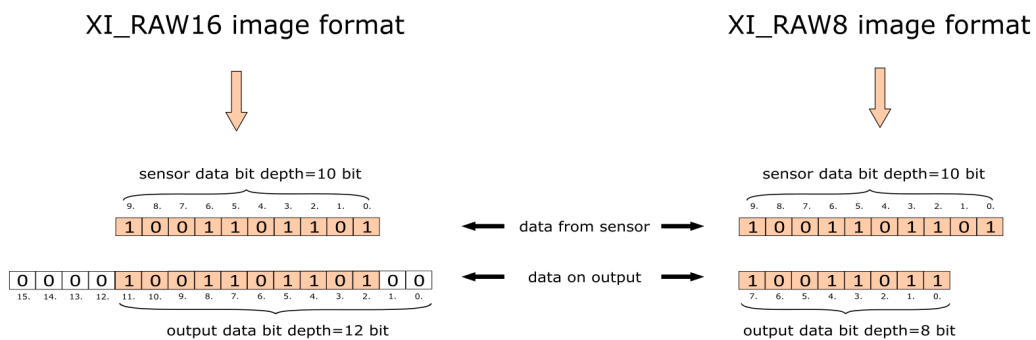 XI_RAW16 image format
XI_RAW8 image format
sensor data bit depth=10 bit
sensor data bit depth=10 bit
9. 8. 7. 6. 5. 4. 3. 2. 1. 0.
9. 8. 7. 6. 5. 4. 3. 2. 1. 0.
1 0 0 1 1 0 1 1 0 1
data from sensor
1 0 0 1 1 0 1 1 0 1
0 0 0 0 1 0 0 1 1 0 1 1 0 1 0 0
data on output
1 0 0 1 1 0 1 1
15. 14. 13. 12. 11. 10. 9. 8. 7. 6. 5. 4. 3. 2. 1. 0.
7. 6. 5. 4. 3. 2. 1. 0.
output data bit depth=12 bit
output data bit depth=8 bit